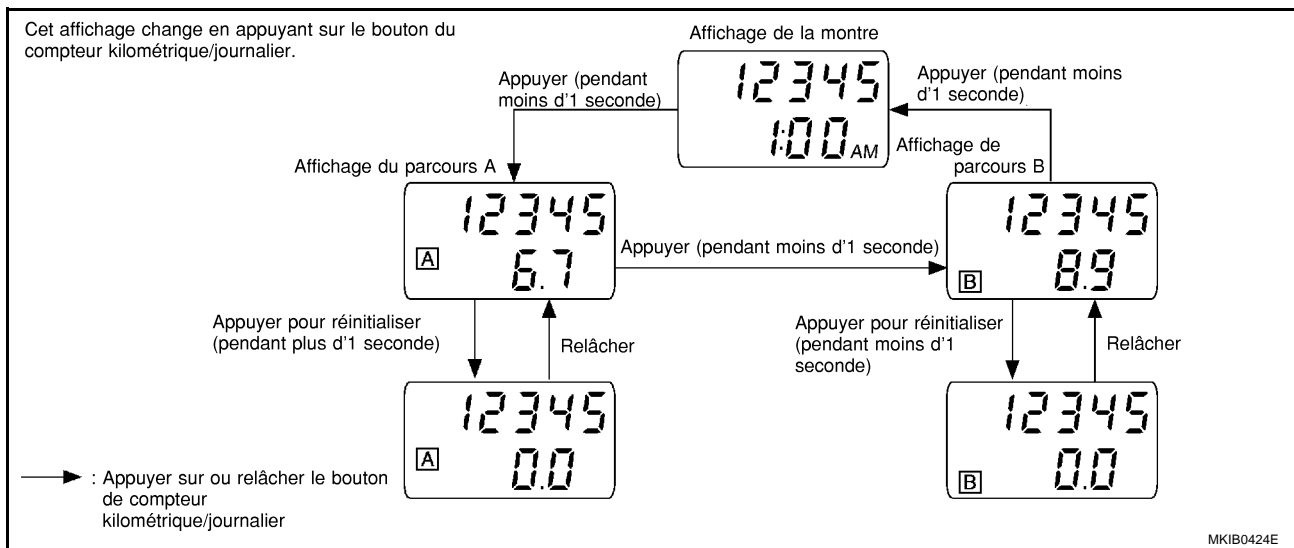 Cet affichage change en appuyant sur le bouton du
compteur kilométrique/journalier.
Affichage de la montre
12345
1:00 AM
Appuyer (pendant
moins d'1 seconde)
Appuyer (pendant moins
d'1 seconde)
Affichage du parcours A
12345
A 6.7
Appuyer (pendant moins d'1 seconde)
Affichage de
parcours B
12345
B 8.9
Appuyer pour réinitialiser
(pendant plus d'1 seconde)
Relâcher
Appuyer pour réinitialiser
(pendant moins d'1
seconde)
Relâcher
12345
A 0.0
12345
B 0.0
: Appuyer sur ou relâcher le bouton
de compteur
kilométrique/journalier
MKIB0424E